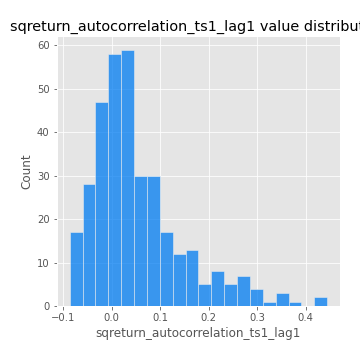 sqreturn_autocorrelation_ts1_lag1 value distribut
60
50
40
30
20
10
0
Count
−0.1 0.0 0.1 0.2 0.3 0.4
sqreturn_autocorrelation_ts1_lag1